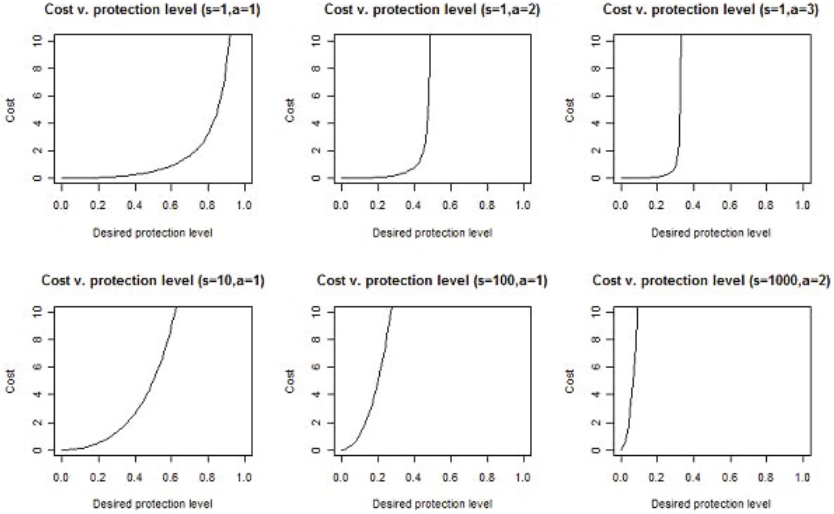 Cost v. protection level (s=1,a=1)
Cost v. protection level (s=1,a=2)
Cost v. protection level (s=1,a=3)
Cost
0 2 4 6 8 10
0.0 0.2 0.4 0.6 0.8 1.0
Desired protection level
Cost
0 2 4 6 8 10
0.0 0.2 0.4 0.6 0.8 1.0
Desired protection level
Cost
0 2 4 6 8 10
0.0 0.2 0.4 0.6 0.8 1.0
Desired protection level
Cost v. protection level (s=10,a=1)
Cost v. protection level (s=100,a=1)
Cost v. protection level (s=1000,a=2)
Cost
0 2 4 6 8 10
0.0 0.2 0.4 0.6 0.8 1.0
Desired protection level
Cost
0 2 4 6 8 10
0.0 0.2 0.4 0.6 0.8 1.0
Desired protection level
Cost
0 2 4 6 8 10
0.0 0.2 0.4 0.6 0.8 1.0
Desired protection level